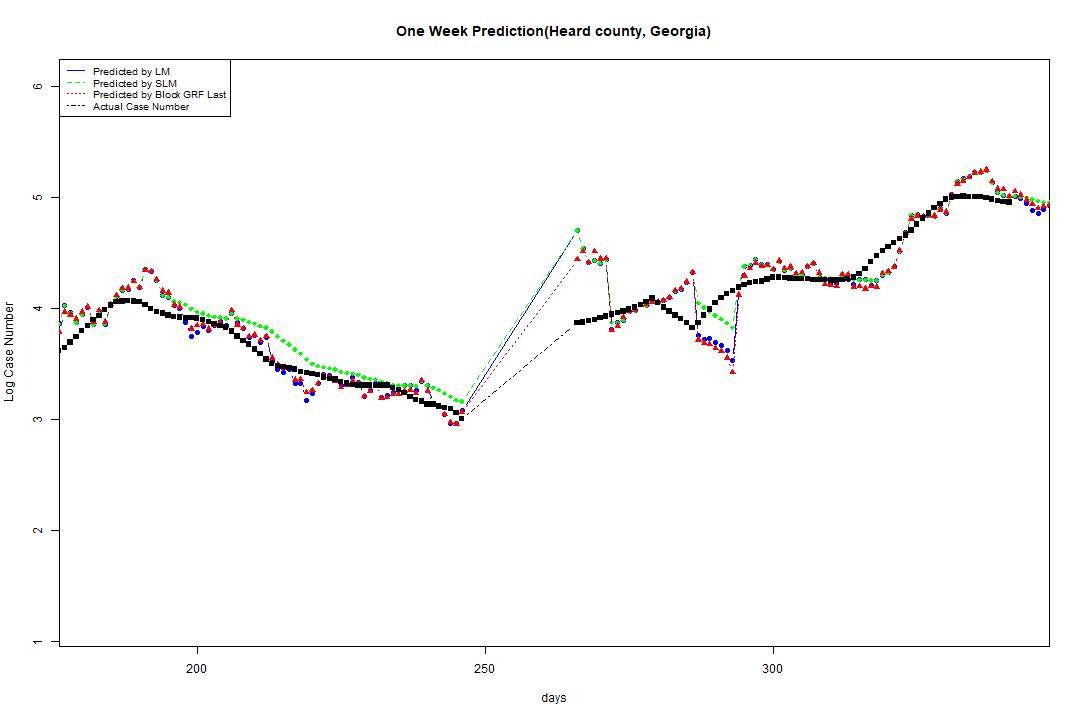 One Week Prediction(Heard county, Georgia)
Predicted by LM
Predicted by SLM
Predicted by Block GRF Last
Actual Case Number
6
5
4
3
2
1
Log Case Number
200 250 300
days